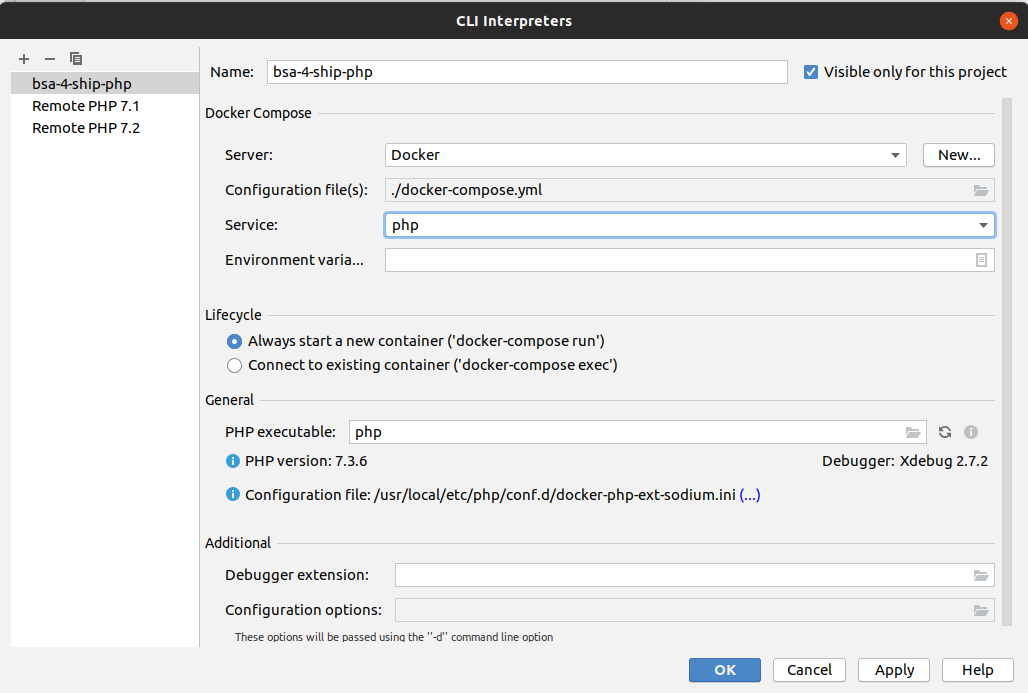 CLI Interpreters
bsa-4-ship-php
Remote PHP 7.1
Remote PHP 7.2
Name: bsa-4-ship-php Visible only for this project
Docker Compose
Server: Docker New...
Configuration file(s): ./docker-compose.yml
Service: php
Environment varia...
Lifecycle
Always start a new container ('docker-compose run')
Connect to existing container ('docker-compose exec')
General
PHP executable: php
PHP version: 7.3.6 Debugger: Xdebug 2.7.2
Configuration file: /usr/local/etc/php/conf.d/docker-php-ext-sodium.ini (...)
Additional
Debugger extension:
Configuration options:
These options will be passed using the ''-d'' command line option
OK Cancel Apply Help